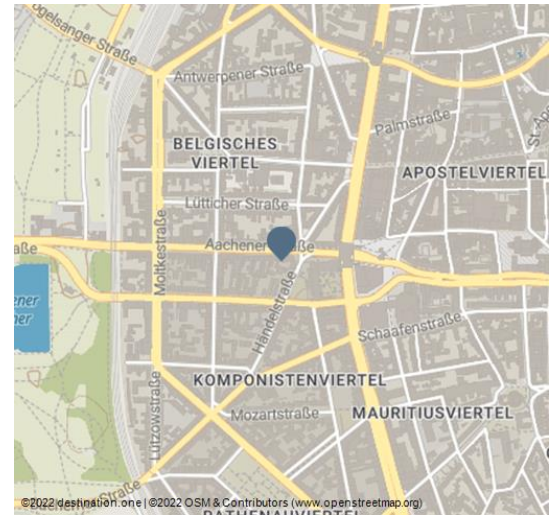 Vogelsanger Straße
Antwerpener Straße
Palmstraße
BELGISCHES
VIERTEL
APOSTELVIERTEL
Lütticher Straße
Aachener Straße
Moltkestraße
Händelstraße
Schaafenstraße
KOMPONISTENVIERTEL
Lützowstraße
Mozartstraße
MAURITIUSVIERTEL
©2022 destination.one | ©2022 OSM & Contributors (www.openstreetmap.org)
RATHENAUVIERTEL